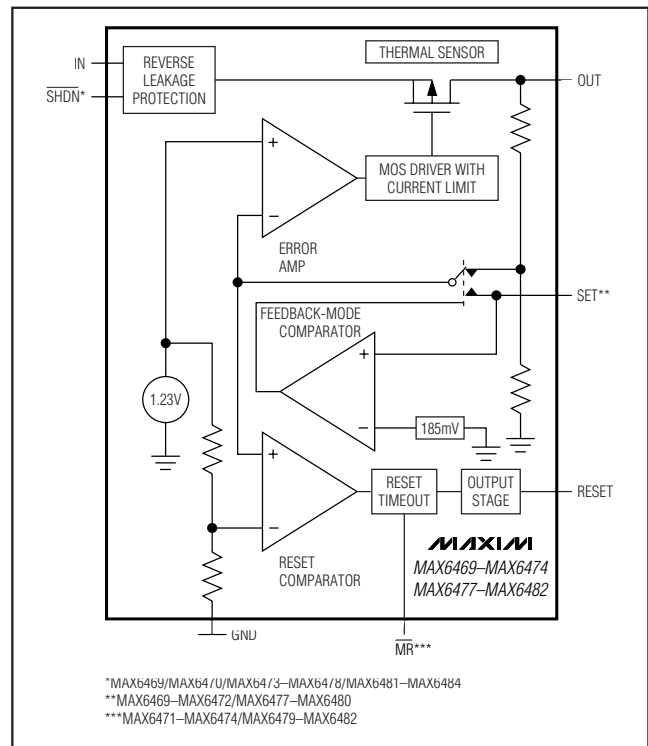 THERMAL SENSOR
IN
REVERSE
LEAKAGE
PROTECTION
SHDN*
OUT
+
MOS DRIVER WITH
CURRENT LIMIT
−
ERROR
AMP
SET**
FEEDBACK-MODE
COMPARATOR
+
1.23V
185mV
−
+
RESET
TIMEOUT
OUTPUT
STAGE
RESET
−
RESET
COMPARATOR
MAXIM
MAX6469–MAX6474
MAX6477–MAX6482
GND
MR***
*MAX6469/MAX6470/MAX6473–MAX6478/MAX6481–MAX6484
**MAX6469–MAX6472/MAX6477–MAX6480
***MAX6471–MAX6474/MAX6479–MAX6482